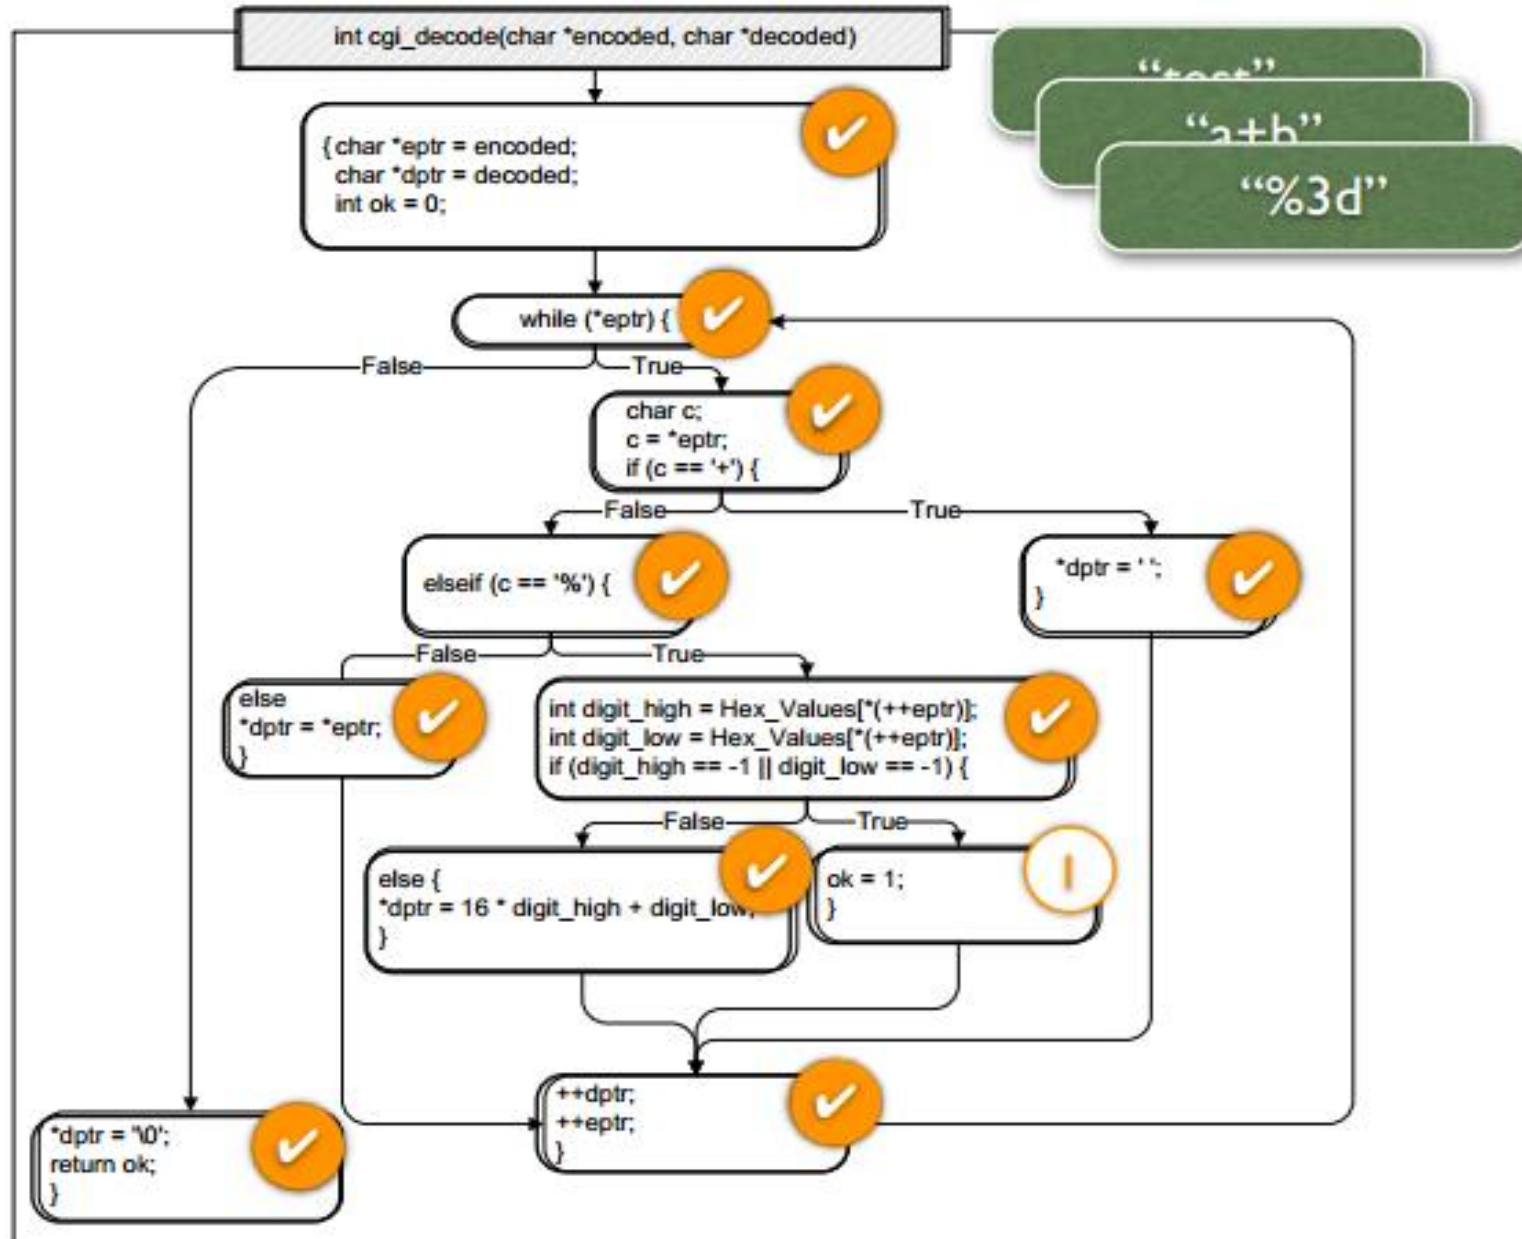 int cgi_decode(char *encoded, char *decoded)
“test”
“a+b”
“%3d”
{ char *eptr = encoded;
char *dptr = decoded;
int ok = 0;
while (*eptr) {
False
True
char c;
c = *eptr;
if (c == '+') {
False
True
elseif (c == '%') {
*dptr = ' ';
}
False
True
else
*dptr = *eptr;
}
int digit_high = Hex_Values[*(++eptr)];
int digit_low = Hex_Values[*(++eptr)];
if (digit_high == -1 || digit_low == -1) {
False
True
else {
*dptr = 16 * digit_high + digit_low;
}
ok = 1;
}
I
++dptr;
++eptr;
}
*dptr = '\0';
return ok;
}